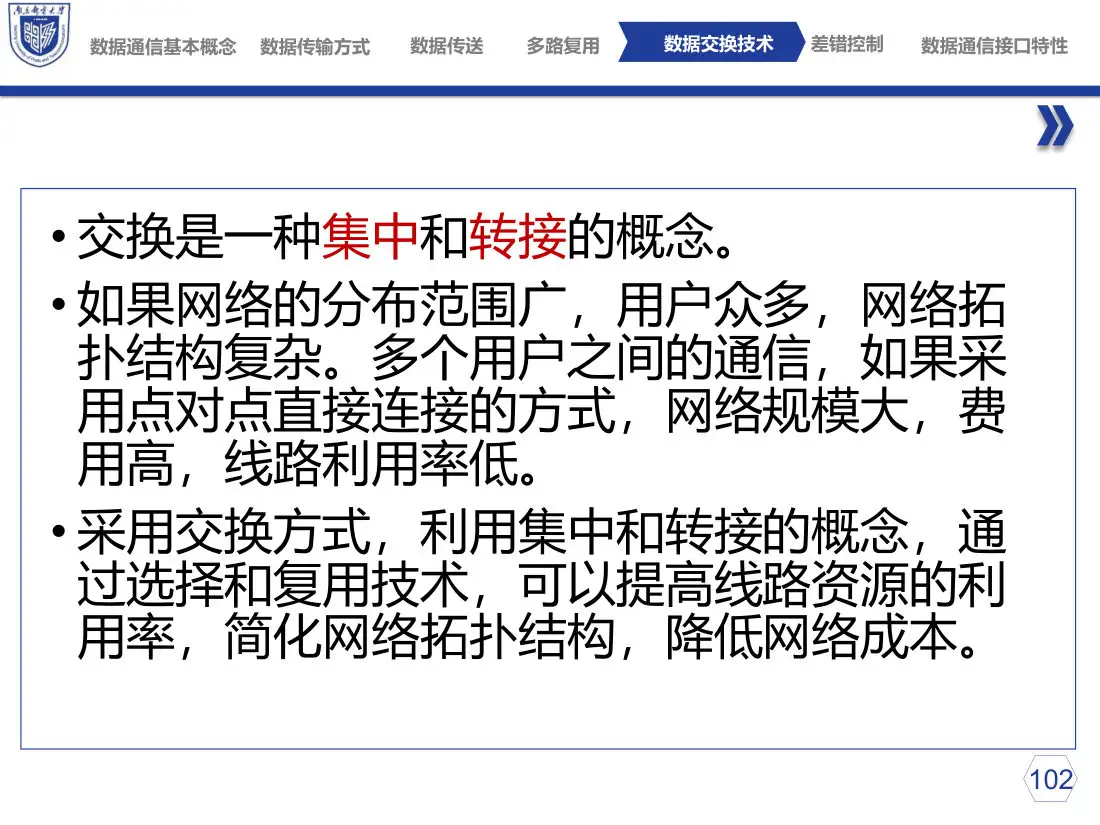 数据通信基本概念 数据传输方式 数据传送 多路复用 数据交换技术 差错控制 数据通信接口特性
•交换是一种集中和转接的概念。
•如果网络的分布范围广，用户众多，网络拓
扑结构复杂。多个用户之间的通信，如果采
用点对点直接连接的方式，网络规模大，费
用高，线路利用率低。
•采用交换方式，利用集中和转接的概念，通
过选择和复用技术，可以提高线路资源的利
用率，简化网络拓扑结构，降低网络成本。
102